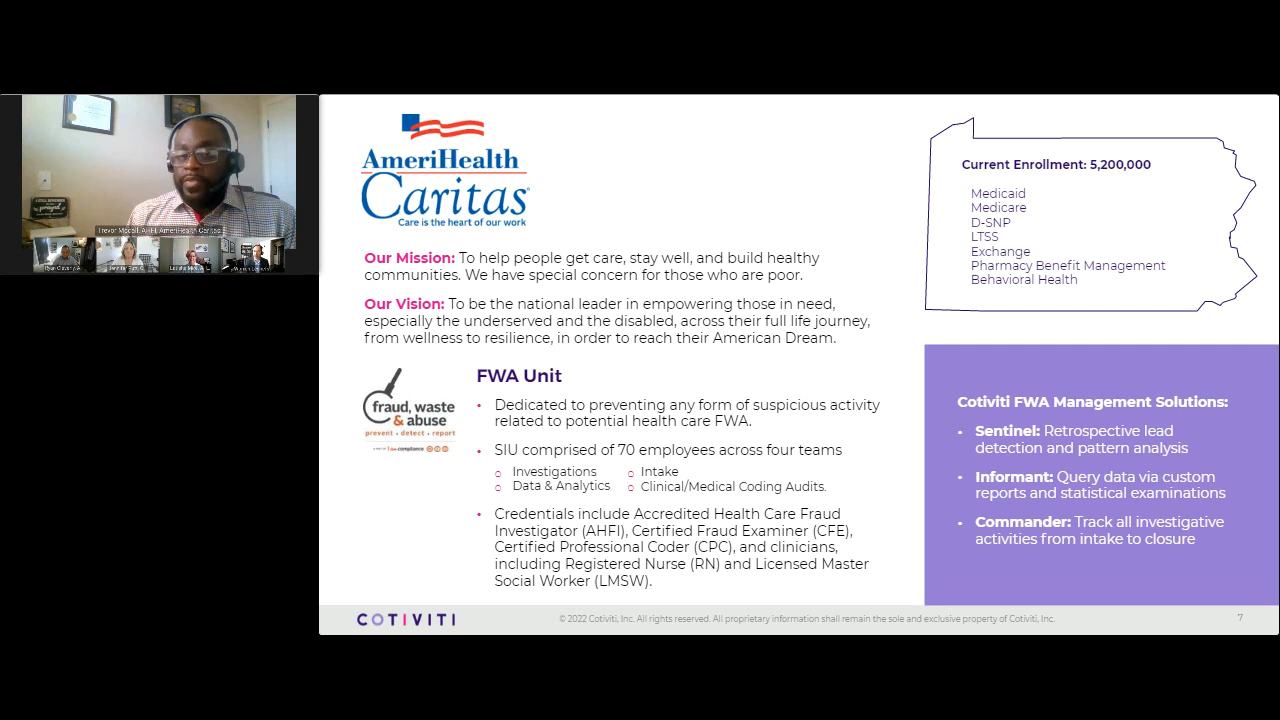 Trevor Mccall, AHFI, AmeriHealth Caritas
AmeriHealth
Caritas
Care is the heart of our work
Our Mission: To help people get care, stay well, and build healthy
communities. We have special concern for those who are poor.
Our Vision: To be the national leader in empowering those in need,
especially the underserved and the disabled, across their full life journey,
from wellness to resilience, in order to reach their American Dream.
fraud, waste
& abuse
prevent • detect • report
compliance
FWA Unit
• Dedicated to preventing any form of suspicious activity
related to potential health care FWA.
• SIU comprised of 70 employees across four teams
o Investigations
o Data & Analytics
o Intake
o Clinical/Medical Coding Audits.
• Credentials include Accredited Health Care Fraud
Investigator (AHFI), Certified Fraud Examiner (CFE),
Certified Professional Coder (CPC), and clinicians,
including Registered Nurse (RN) and Licensed Master
Social Worker (LMSW).
Current Enrollment: 5,200,000
Medicaid
Medicare
D-SNP
LTSS
Exchange
Pharmacy Benefit Management
Behavioral Health
Cotiviti FWA Management Solutions:
• Sentinel: Retrospective lead
detection and pattern analysis
• Informant: Query data via custom
reports and statistical examinations
• Commander: Track all investigative
activities from intake to closure
COTIVITI
© 2022 Cotiviti, Inc. All rights reserved. All proprietary information shall remain the sole and exclusive property of Cotiviti, Inc.
7